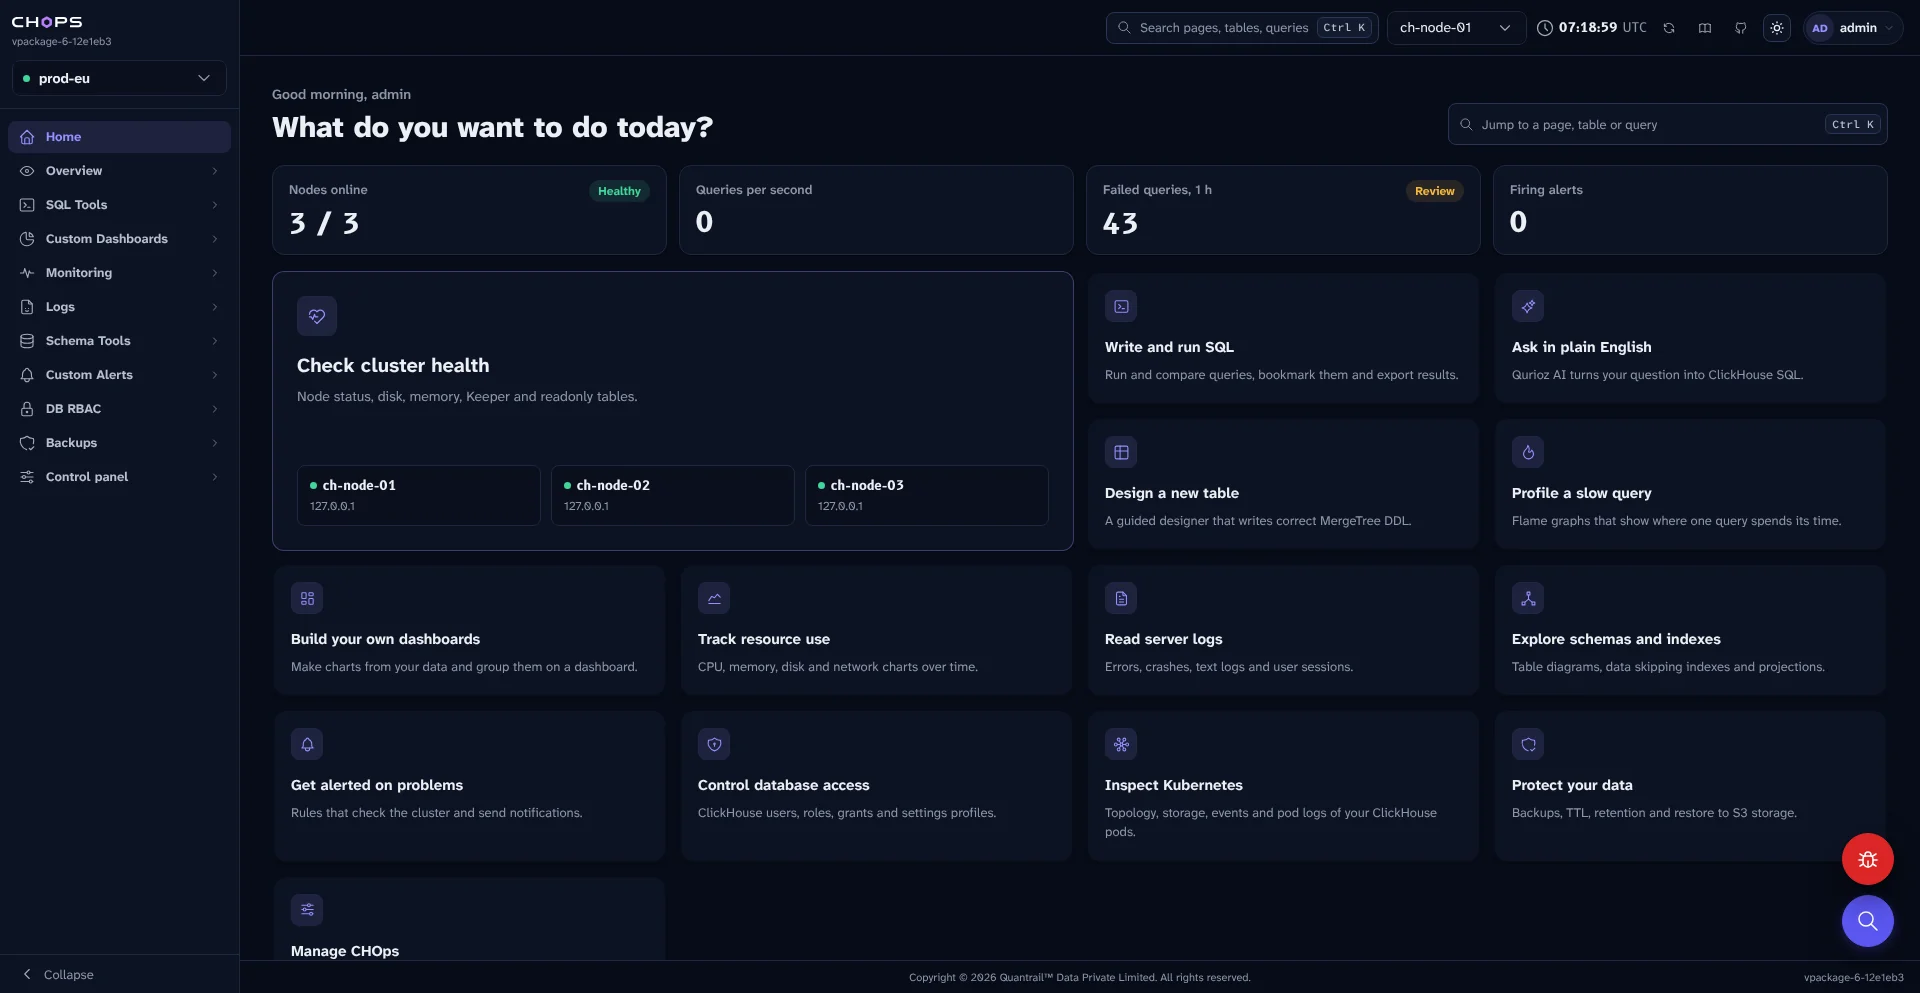 CHOPS
vpackage-6-12e1eb3
prod-eu
Home
Overview
SQL Tools
Custom Dashboards
Monitoring
Logs
Schema Tools
Custom Alerts
DB RBAC
Backups
Control panel
Collapse
Search pages, tables, queries Ctrl K
ch-node-01
07:18:59 UTC
AD admin
Good morning, admin
What do you want to do today?
Jump to a page, table or query Ctrl K
Nodes online Healthy
3 / 3
Queries per second
0
Failed queries, 1 h Review
43
Firing alerts
0
Check cluster health
Node status, disk, memory, Keeper and readonly tables.
ch-node-01
127.0.0.1
ch-node-02
127.0.0.1
ch-node-03
127.0.0.1
Write and run SQL
Run and compare queries, bookmark them and export results.
Ask in plain English
Qurioz AI turns your question into ClickHouse SQL.
Design a new table
A guided designer that writes correct MergeTree DDL.
Profile a slow query
Flame graphs that show where one query spends its time.
Build your own dashboards
Make charts from your data and group them on a dashboard.
Track resource use
CPU, memory, disk and network charts over time.
Read server logs
Errors, crashes, text logs and user sessions.
Explore schemas and indexes
Table diagrams, data skipping indexes and projections.
Get alerted on problems
Rules that check the cluster and send notifications.
Control database access
ClickHouse users, roles, grants and settings profiles.
Inspect Kubernetes
Topology, storage, events and pod logs of your ClickHouse
pods.
Protect your data
Backups, TTL, retention and restore to S3 storage.
Manage CHOps
Copyright © 2026 Quantrail™ Data Private Limited. All rights reserved.
vpackage-6-12e1eb3